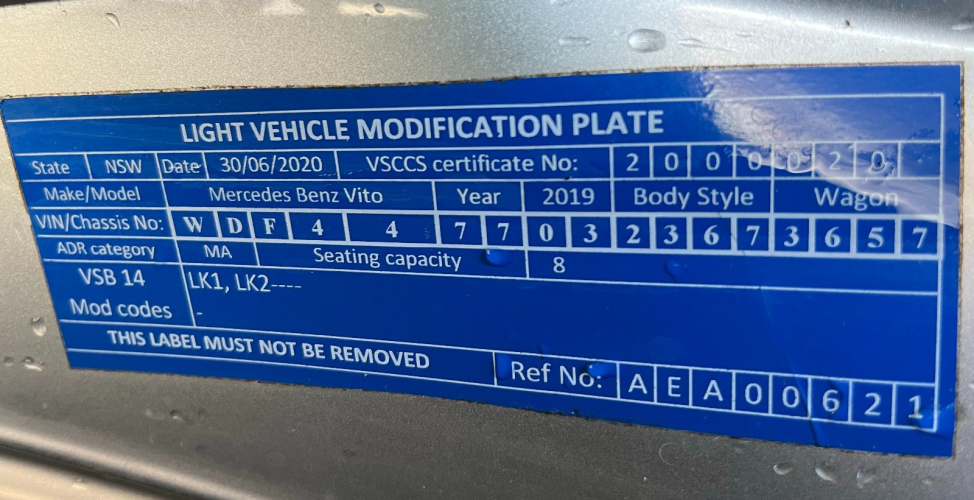 LIGHT VEHICLE MODIFICATION PLATE
State NSW Date 30/06/2020 VSCCS certificate No: 2 0 0 0 0 2 0
Make/Model Mercedes Benz Vito Year 2019 Body Style Wagon
VIN/Chassis No: W D F 4 4 7 7 0 3 2 3 6 7 3 6 5 7
ADR category MA Seating capacity 8
VSB 14 LK1, LK2----
Mod codes -
THIS LABEL MUST NOT BE REMOVED Ref No: A E A 0 0 6 2 1